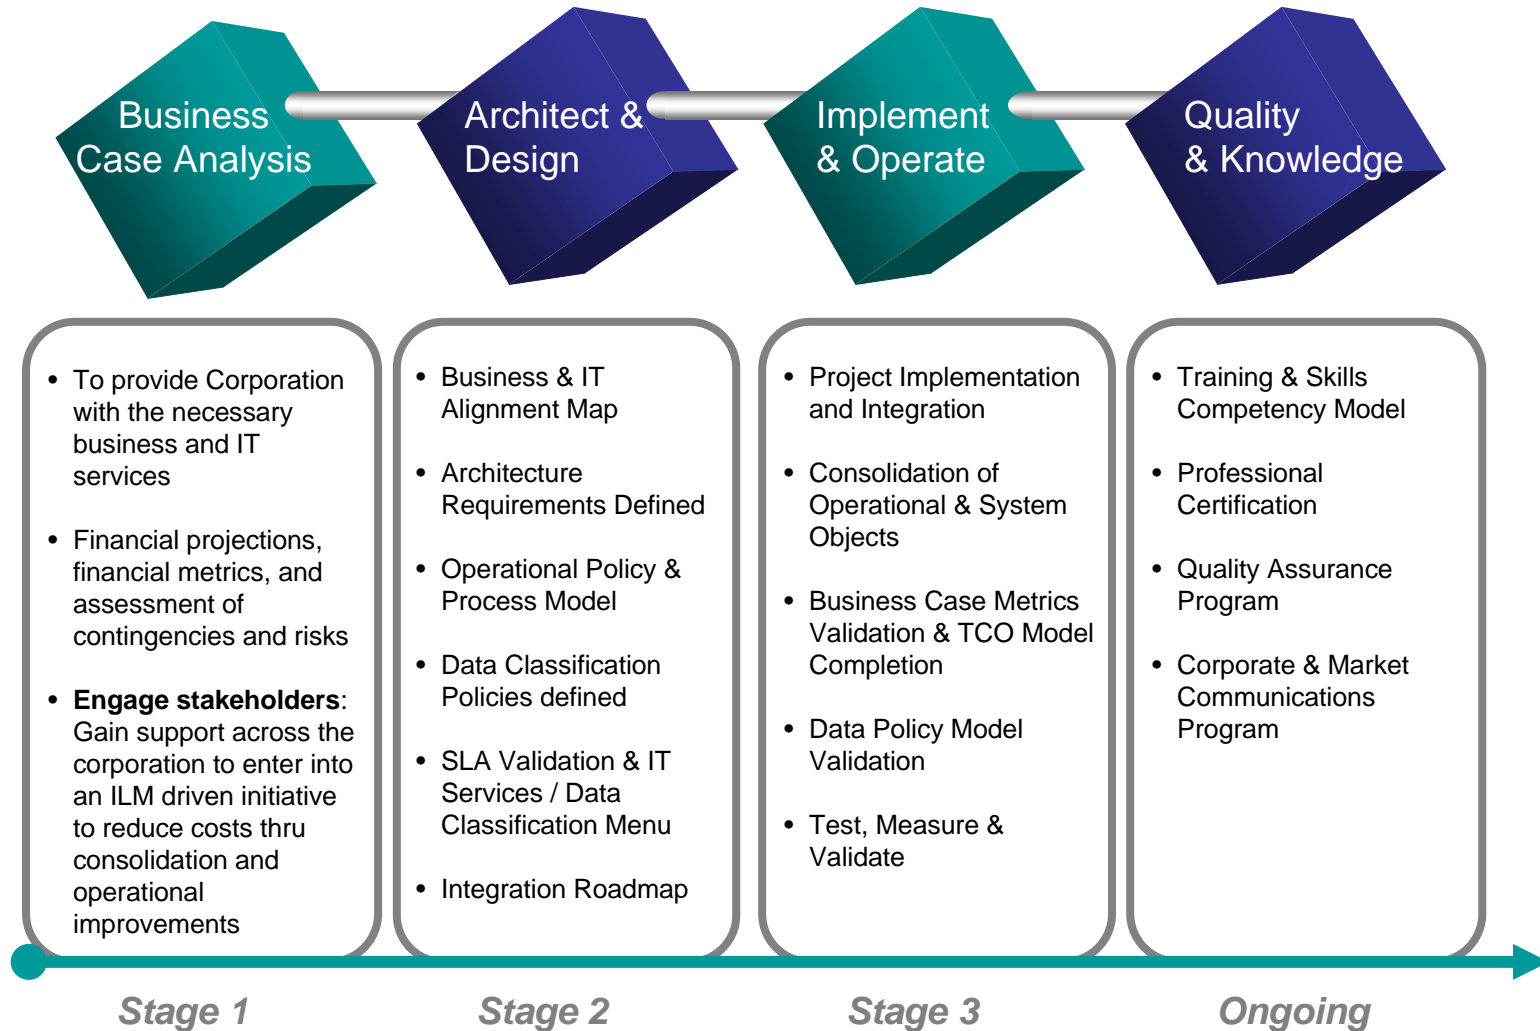 Business
Case Analysis
Architect &
Design
Implement
& Operate
Quality
& Knowledge
• To provide Corporation
with the necessary
business and IT
services
• Financial projections,
financial metrics, and
assessment of
contingencies and risks
• Engage stakeholders:
Gain support across the
corporation to enter into
an ILM driven initiative
to reduce costs thru
consolidation and
operational
improvements
• Business & IT
Alignment Map
• Architecture
Requirements Defined
• Operational Policy &
Process Model
• Data Classification
Policies defined
• SLA Validation & IT
Services / Data
Classification Menu
• Integration Roadmap
• Project Implementation
and Integration
• Consolidation of
Operational & System
Objects
• Business Case Metrics
Validation & TCO Model
Completion
• Data Policy Model
Validation
• Test, Measure &
Validate
• Training & Skills
Competency Model
• Professional
Certification
• Quality Assurance
Program
• Corporate & Market
Communications
Program
Stage 1
Stage 2
Stage 3
Ongoing